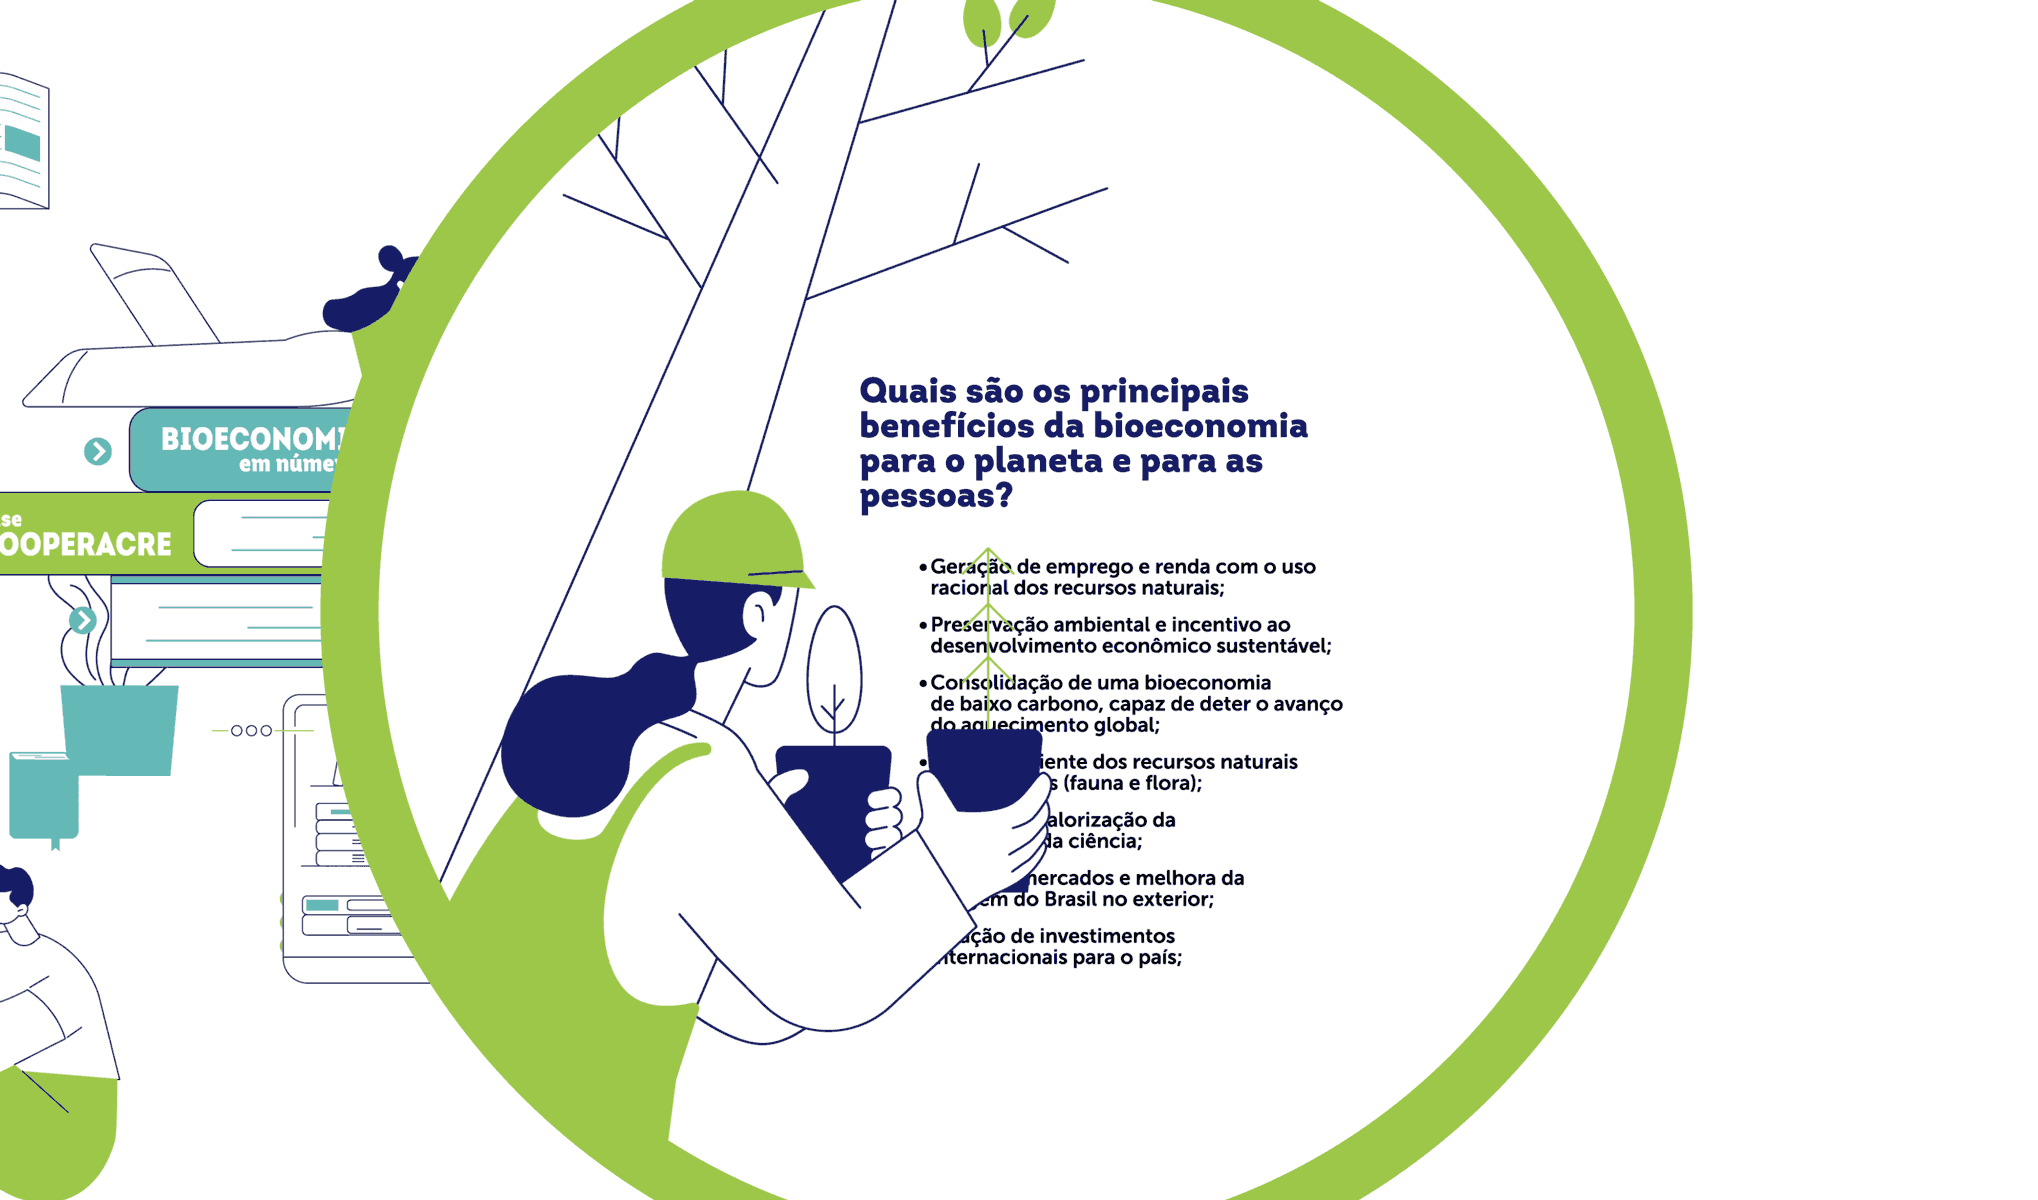 BIOECONOMI
em núme
se
OOPERACRE
Quais são os principais
benefícios da bioeconomia
para o planeta e para as
pessoas?
• Geração de emprego e renda com o uso
racional dos recursos naturais;
• Preservação ambiental e incentivo ao
desenvolvimento econômico sustentável;
• Consolidação de uma bioeconomia
de baixo carbono, capaz de deter o avanço
do aquecimento global;
• iente dos recursos naturais
s (fauna e flora);
alorização da
da ciência;
mercados e melhora da
em do Brasil no exterior;
ção de investimentos
nternacionais para o país;